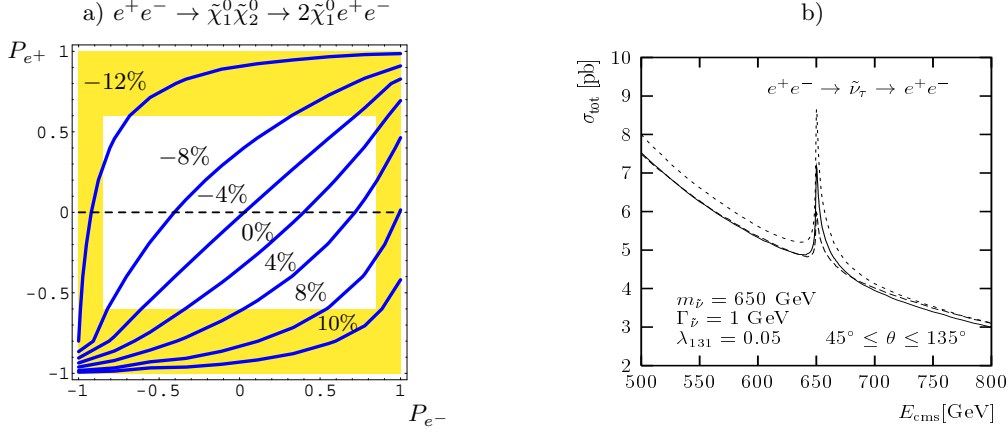 a) e⁺e⁻ → χ̃⁰₁χ̃⁰₂ → 2χ̃⁰₁e⁺e⁻
P_{e⁺}
1
0.5
0
-0.5
-1
-1
-0.5
0
0.5
1
P_{e⁻}
−12%
−8%
−4%
0%
4%
8%
10%
b)
σ_tot [pb]
10
9
8
7
6
5
4
3
2
e⁺e⁻ → ν̃_τ → e⁺e⁻
m_ν̃ = 650 GeV
Γ_ν̃ = 1 GeV
λ₁₃₁ = 0.05 45° ≤ θ ≤ 135°
500 550 600 650 700 750 800
E_cms[GeV]